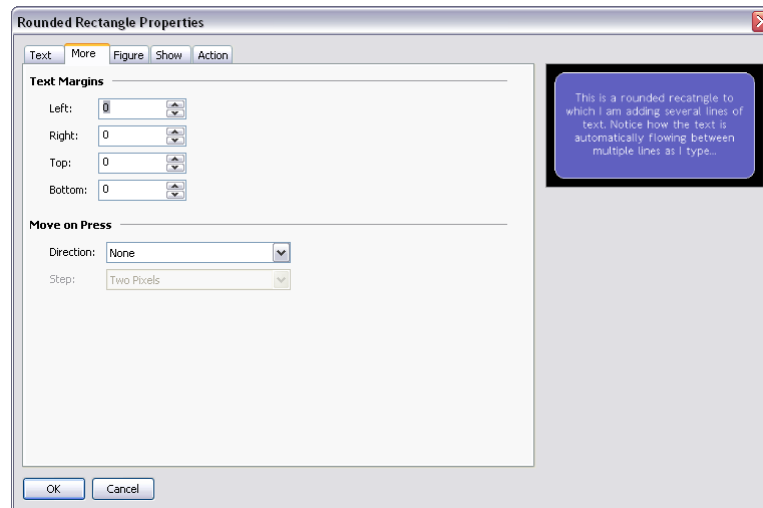 Rounded Rectangle Properties
Text More Figure Show Action
Text Margins
Left: 0
Right: 0
Top: 0
Bottom: 0
Move on Press
Direction: None
Step: Two Pixels
OK Cancel
This is a rounded recatngle to
which I am adding several lines of
text. Notice how the text is
automatically flowing between
multiple lines as I type...